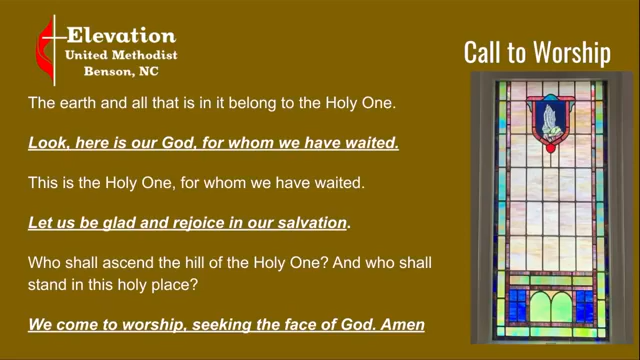 Elevation
United Methodist
Benson, NC
Call to Worship
The earth and all that is in it belong to the Holy One.
Look, here is our God, for whom we have waited.
This is the Holy One, for whom we have waited.
Let us be glad and rejoice in our salvation.
Who shall ascend the hill of the Holy One? And who shall
stand in this holy place?
We come to worship, seeking the face of God. Amen